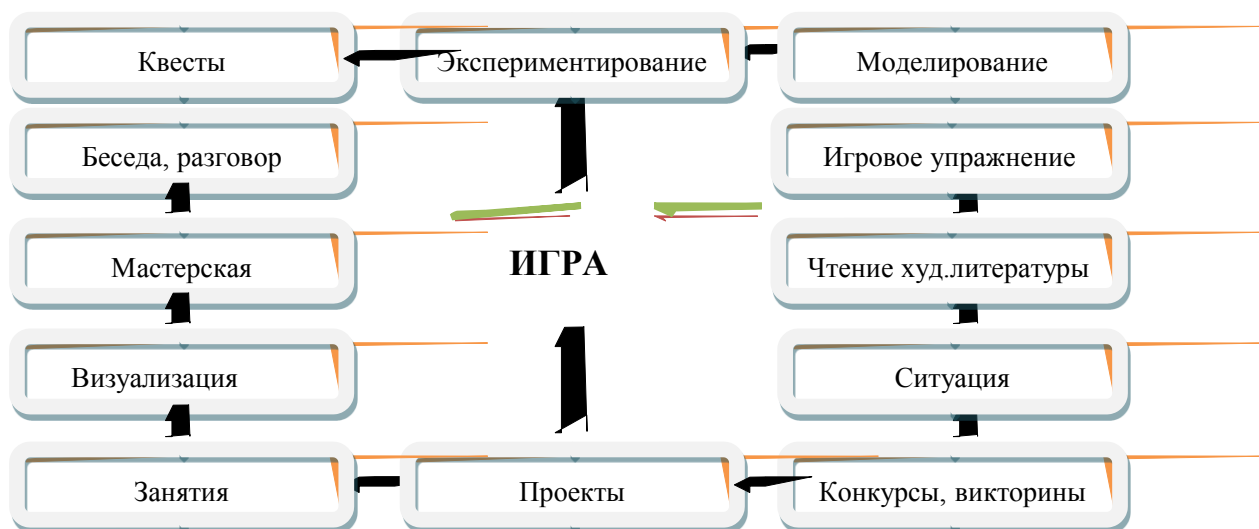 Квесты
Экспериментирование
Моделирование
Беседа, разговор
Игровое упражнение
Мастерская
ИГРА
Чтение худ.литературы
Визуализация
Ситуация
Занятия
Проекты
Конкурсы, викторины